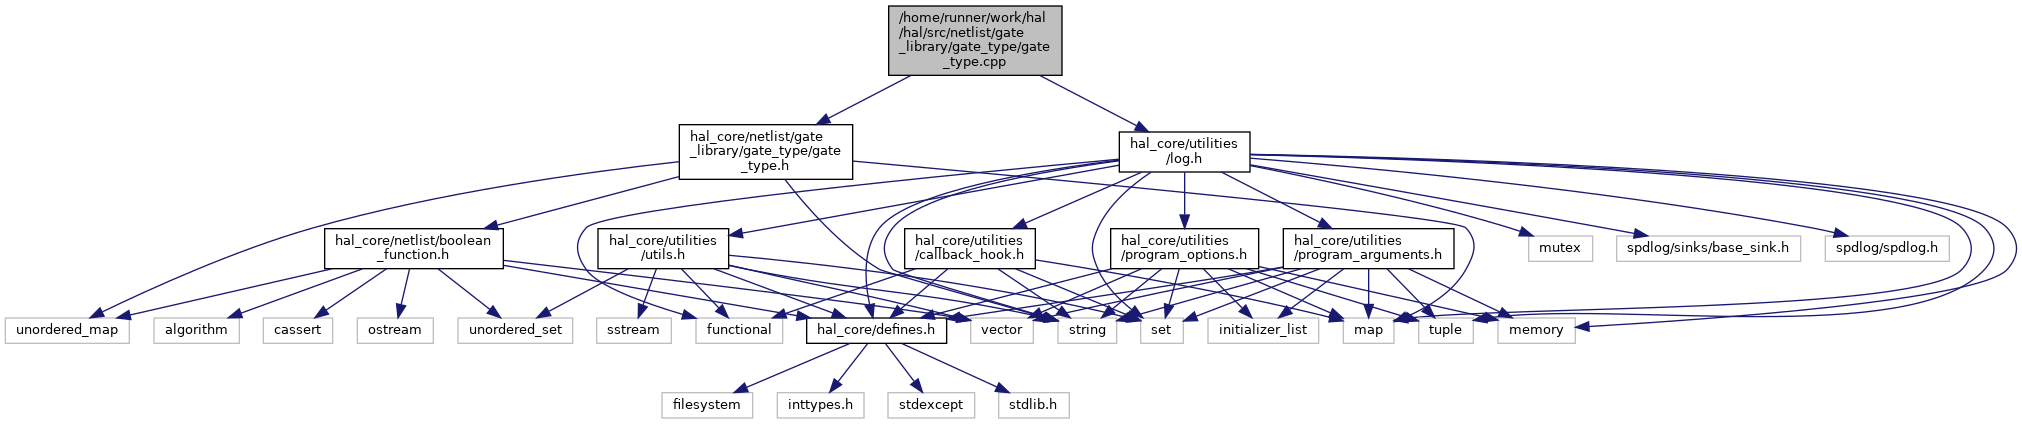 /home/runner/work/hal
/hal/src/netlist/gate
_library/gate_type/gate
_type.cpp
hal_core/netlist/gate
_library/gate_type/gate
_type.h
hal_core/utilities
/log.h
hal_core/netlist/boolean
_function.h
hal_core/utilities
/utils.h
hal_core/utilities
/callback_hook.h
hal_core/utilities
/program_options.h
hal_core/utilities
/program_arguments.h
mutex
spdlog/sinks/base_sink.h
spdlog/spdlog.h
unordered_map
algorithm
cassert
ostream
unordered_set
sstream
functional
hal_core/defines.h
vector
string
set
initializer_list
map
tuple
memory
filesystem
inttypes.h
stdexcept
stdlib.h